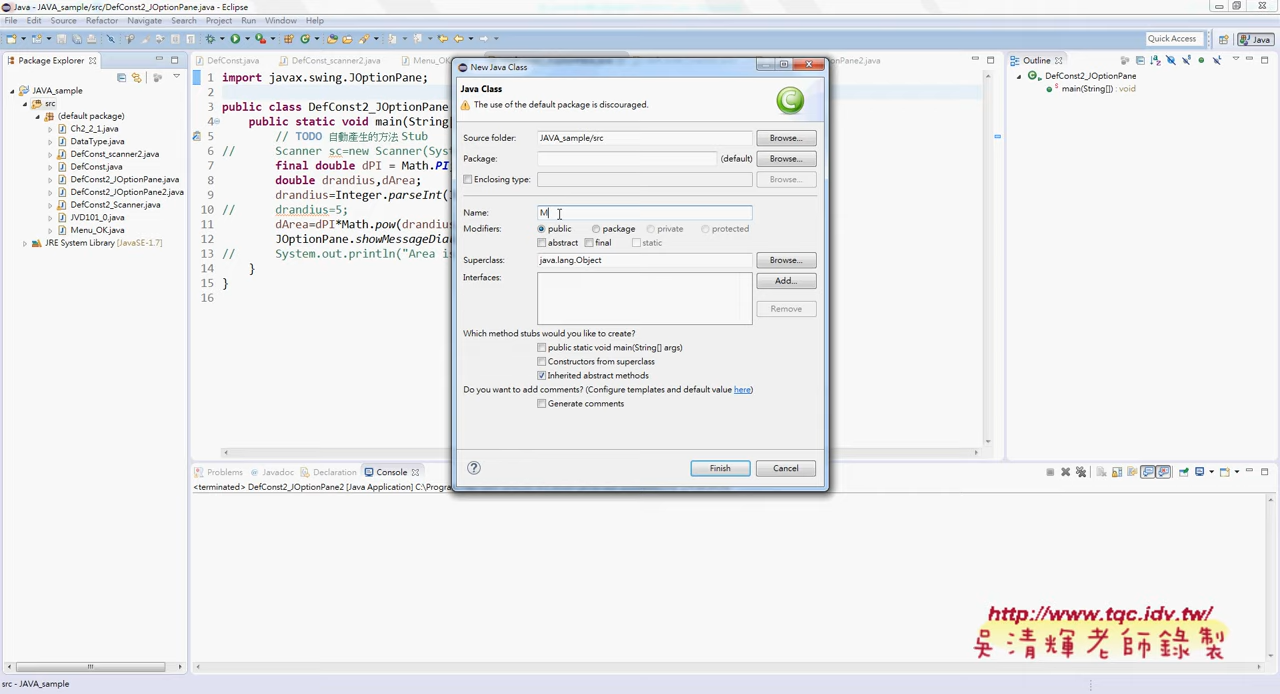 Java - JAVA_sample/src/DefConst2_JOptionPane.java - Eclipse
File Edit Source Refactor Navigate Search Project Run Window Help
Quick Access
Java
Package Explorer
JAVA_sample
src
(default package)
Ch2_2_1.java
DataType.java
DefConst_scanner2.java
DefConst.java
DefConst2_JOptionPane.java
DefConst2_JOptionPane2.java
DefConst2_Scanner.java
JVD101_0.java
Menu_OK.java
JRE System Library [JavaSE-1.7]
DefConst.java DefConst_scanner2.java
1 import javax.swing.JOptionPane;
2
3 public class DefConst2_JOptionPane
4 public static void main(String[
5 // TODO 自動產生的方法 Stub
6 // Scanner sc=new Scanner(Sys
7 final double dPI = Math.PI
8 double drandius,dArea;
9 drandius=Integer.parseInt(
10 // drandius=5;
11 dArea=dPI*Math.pow(drandius
12 JOptionPane.showMessageDia
13 // System.out.println("Area is
14 }
15 }
16
New Java Class
Java Class
The use of the default package is discouraged.
Source folder: JAVA_sample/src Browse...
Package: (default) Browse...
Enclosing type: Browse...
Name: M
Modifiers: public package private protected
abstract final static
Superclass: java.lang.Object Browse...
Interfaces: Add...
Remove
Which method stubs would you like to create?
public static void main(String[] args)
Constructors from superclass
Inherited abstract methods
Do you want to add comments? (Configure templates and default value here)
Generate comments
Finish Cancel
Outline
DefConst2_JOptionPane
main(String[]) : void
Problems Javadoc Declaration Console
<terminated> DefConst2_JOptionPane2 [Java Application] C:\Progra
http://www.tqc.idv.tw/
吳清輝老師錄製
src - JAVA_sample